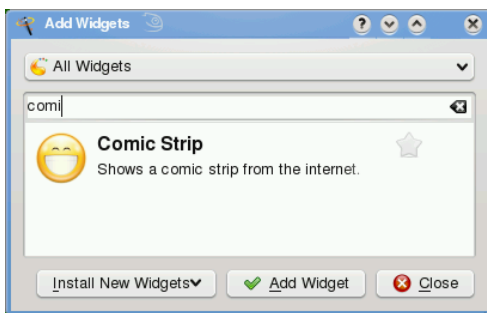 Add Widgets
All Widgets
comi
Comic Strip
Shows a comic strip from the internet.
Install New Widgets
Add Widget
Close